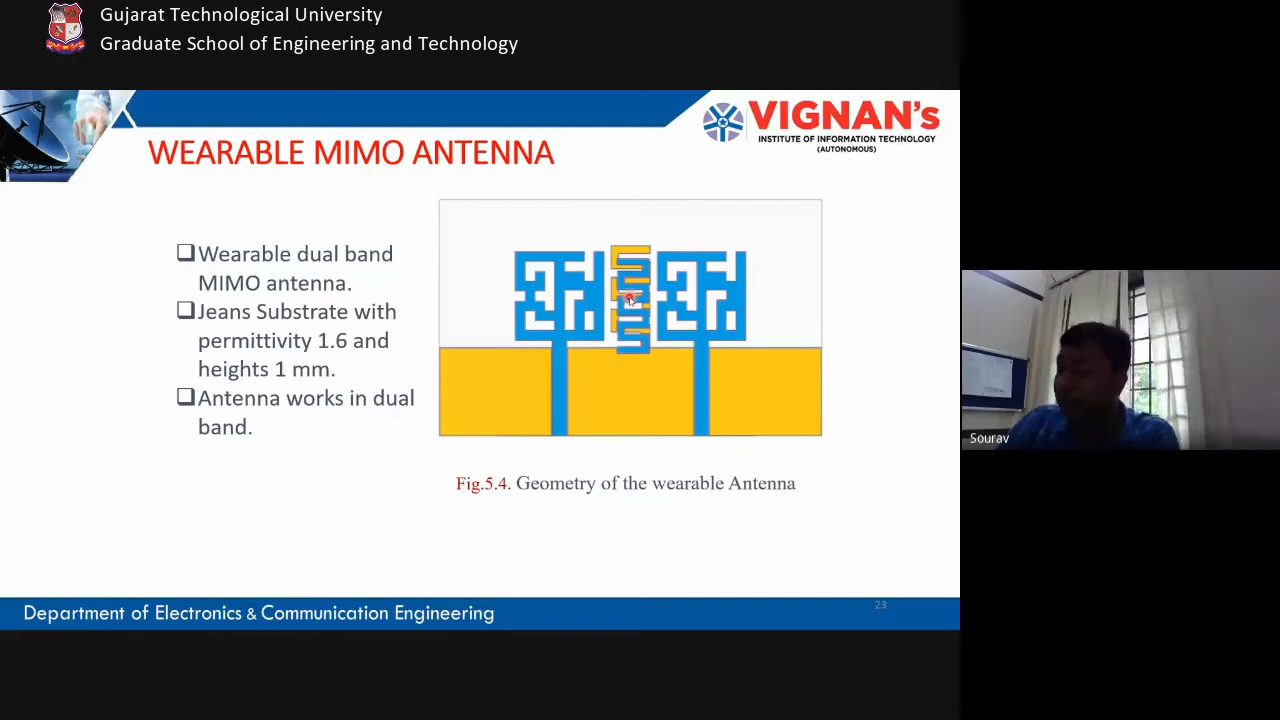 Gujarat Technological University
Graduate School of Engineering and Technology
VIGNAN's
INSTITUTE OF INFORMATION TECHNOLOGY
(AUTONOMOUS)
WEARABLE MIMO ANTENNA
Wearable dual band
MIMO antenna.
Jeans Substrate with
permittivity 1.6 and
heights 1 mm.
Antenna works in dual
band.
Fig.5.4. Geometry of the wearable Antenna
Department of Electronics & Communication Engineering
23
Sourav